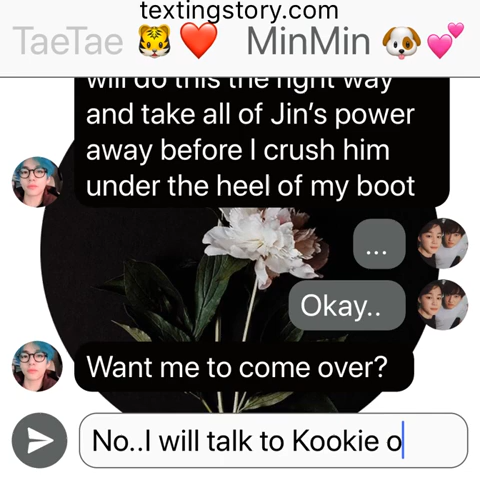 textingstory.com
TaeTae 🐯❤️ MinMin 🐶💕
will do this the right way
and take all of Jin's power
away before I crush him
under the heel of my boot
...
Okay..
Want me to come over?
No..I will talk to Kookie o